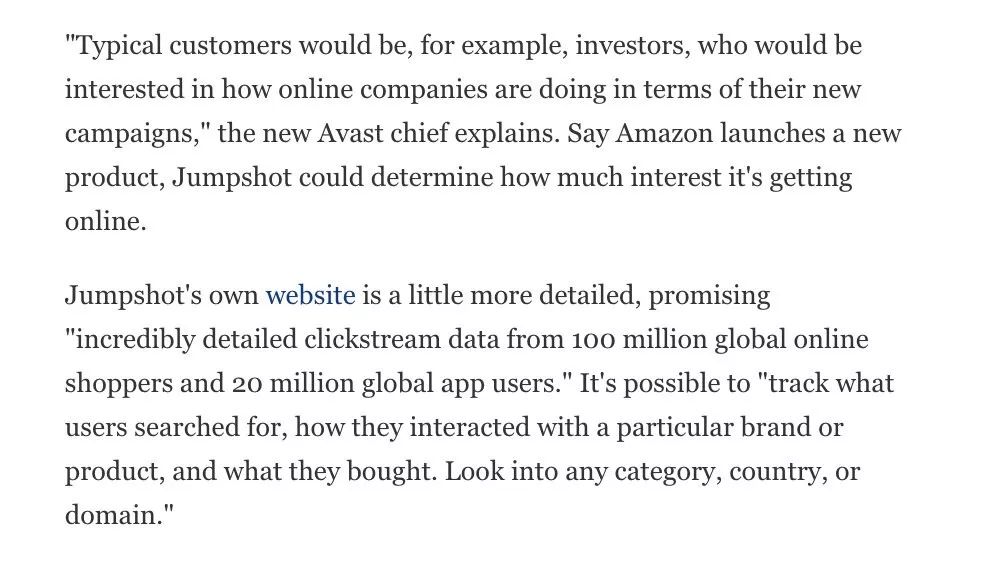 "Typical customers would be, for example, investors, who would be
interested in how online companies are doing in terms of their new
campaigns," the new Avast chief explains. Say Amazon launches a new
product, Jumpshot could determine how much interest it's getting
online.
Jumpshot's own website is a little more detailed, promising
"incredibly detailed clickstream data from 100 million global online
shoppers and 20 million global app users." It's possible to "track what
users searched for, how they interacted with a particular brand or
product, and what they bought. Look into any category, country, or
domain."